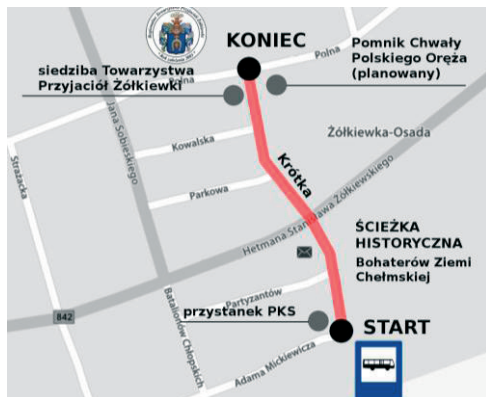 KONIEC
Polna
Pomnik Chwały
Polskiego Oręża
(planowany)
siedziba Towarzystwa
Przyjaciół Żółkiewki
Polna
Jana Sobieskiego
Kowalska
Żółkiewka-Osada
Strażacka
Parkowa
Krótka
Hetmana Stanisława Żółkiewskiego
ŚCIEŻKA
HISTORYCZNA
Bohaterów Ziemi
Chełmskiej
Partyzantów
842
Batalionów Chłopskich
przystanek PKS
START
Adama Mickiewicza